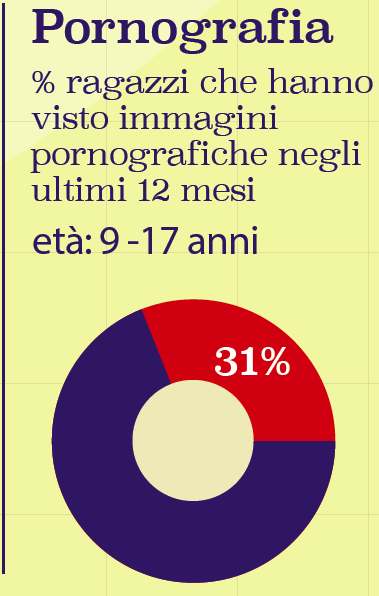 Pornografia
% ragazzi che hanno
visto immagini
pornografiche negli
ultimi 12 mesi
età: 9 -17 anni
31%